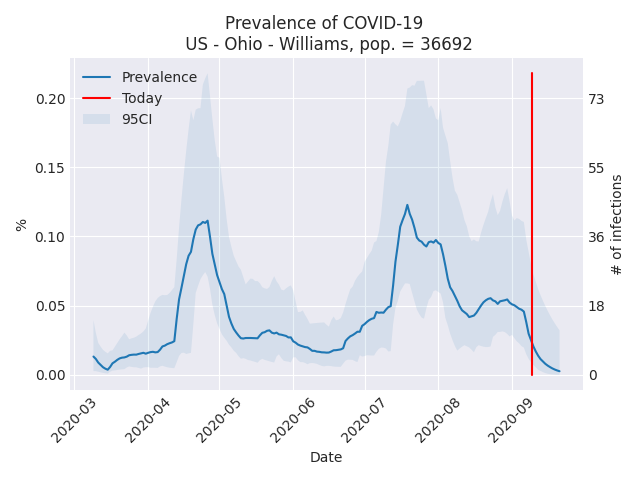 Prevalence of COVID-19
US - Ohio - Williams, pop. = 36692
Prevalence
Today
95CI
0.20
0.15
0.10
0.05
0.00
%
73
55
36
18
0
# of infections
2020-03
2020-04
2020-05
2020-06
2020-07
2020-08
2020-09
Date